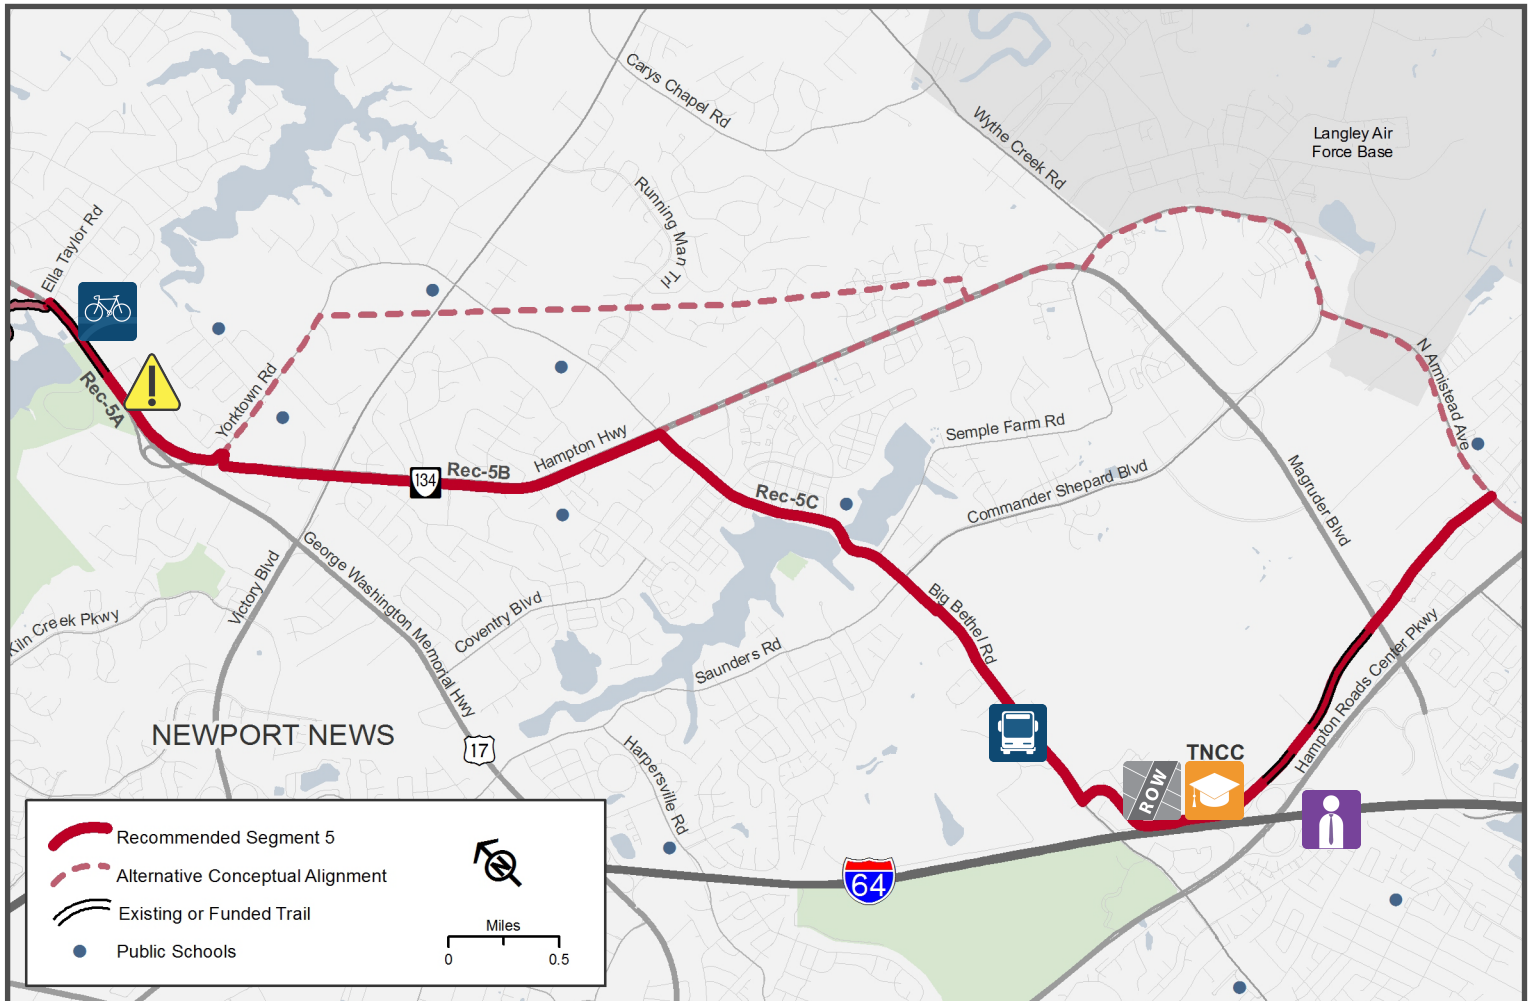 Carys Chapel Rd
Wythe Creek Rd
Langley Air
Force Base
Running Man
Trl
Ella Taylor Rd
Rec-5A
Yorktown Rd
N Armistead Ave
Hampton Hwy
Semple Farm Rd
134
Rec-5B
Rec-5C
Commander Shepard Blvd
Magruder Blvd
George Washington Memorial Hwy
Victory Blvd
Kiln Creek Pkwy
Coventry Blvd
Big Bethel Rd
Saunders Rd
Hampton Roads Center Pkwy
NEWPORT NEWS
17
Harpersville Rd
TNCC
ROW
64
Recommended Segment 5
Alternative Conceptual Alignment
Existing or Funded Trail
Public Schools
N
Miles
0 0.5